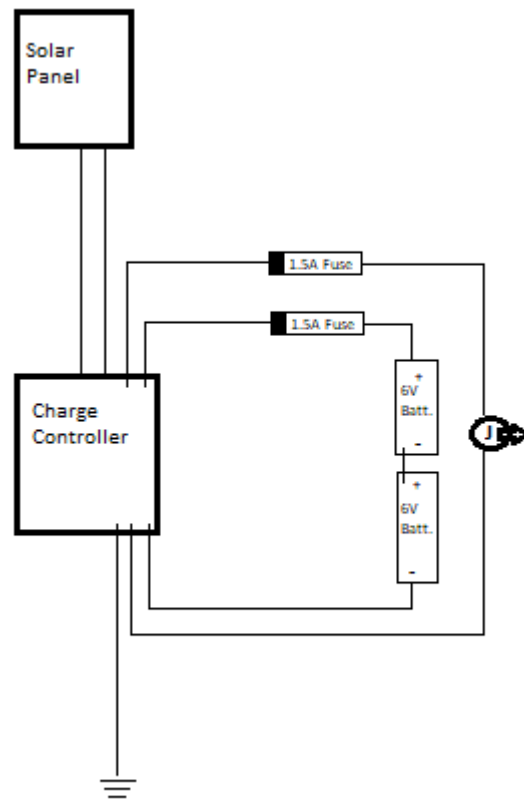 Solar
Panel
1.5A Fuse
1.5A Fuse
Charge
Controller
+
6V
Batt.
-
J
+
6V
Batt.
-